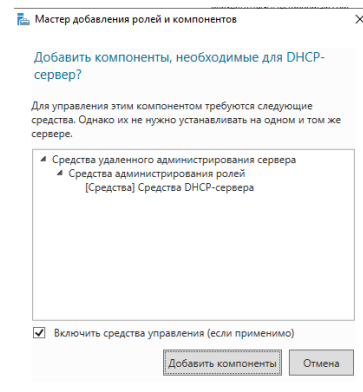 Мастер добавления ролей и компонентов
Добавить компоненты, необходимые для DHCP-
сервер?
Для управления этим компонентом требуются следующие
средства. Однако их не нужно устанавливать на одном и том же
сервере.
Средства удаленного администрирования сервера
Средства администрирования ролей
[Средства] Средства DHCP-сервера
Включить средства управления (если применимо)
Добавить компоненты Отмена